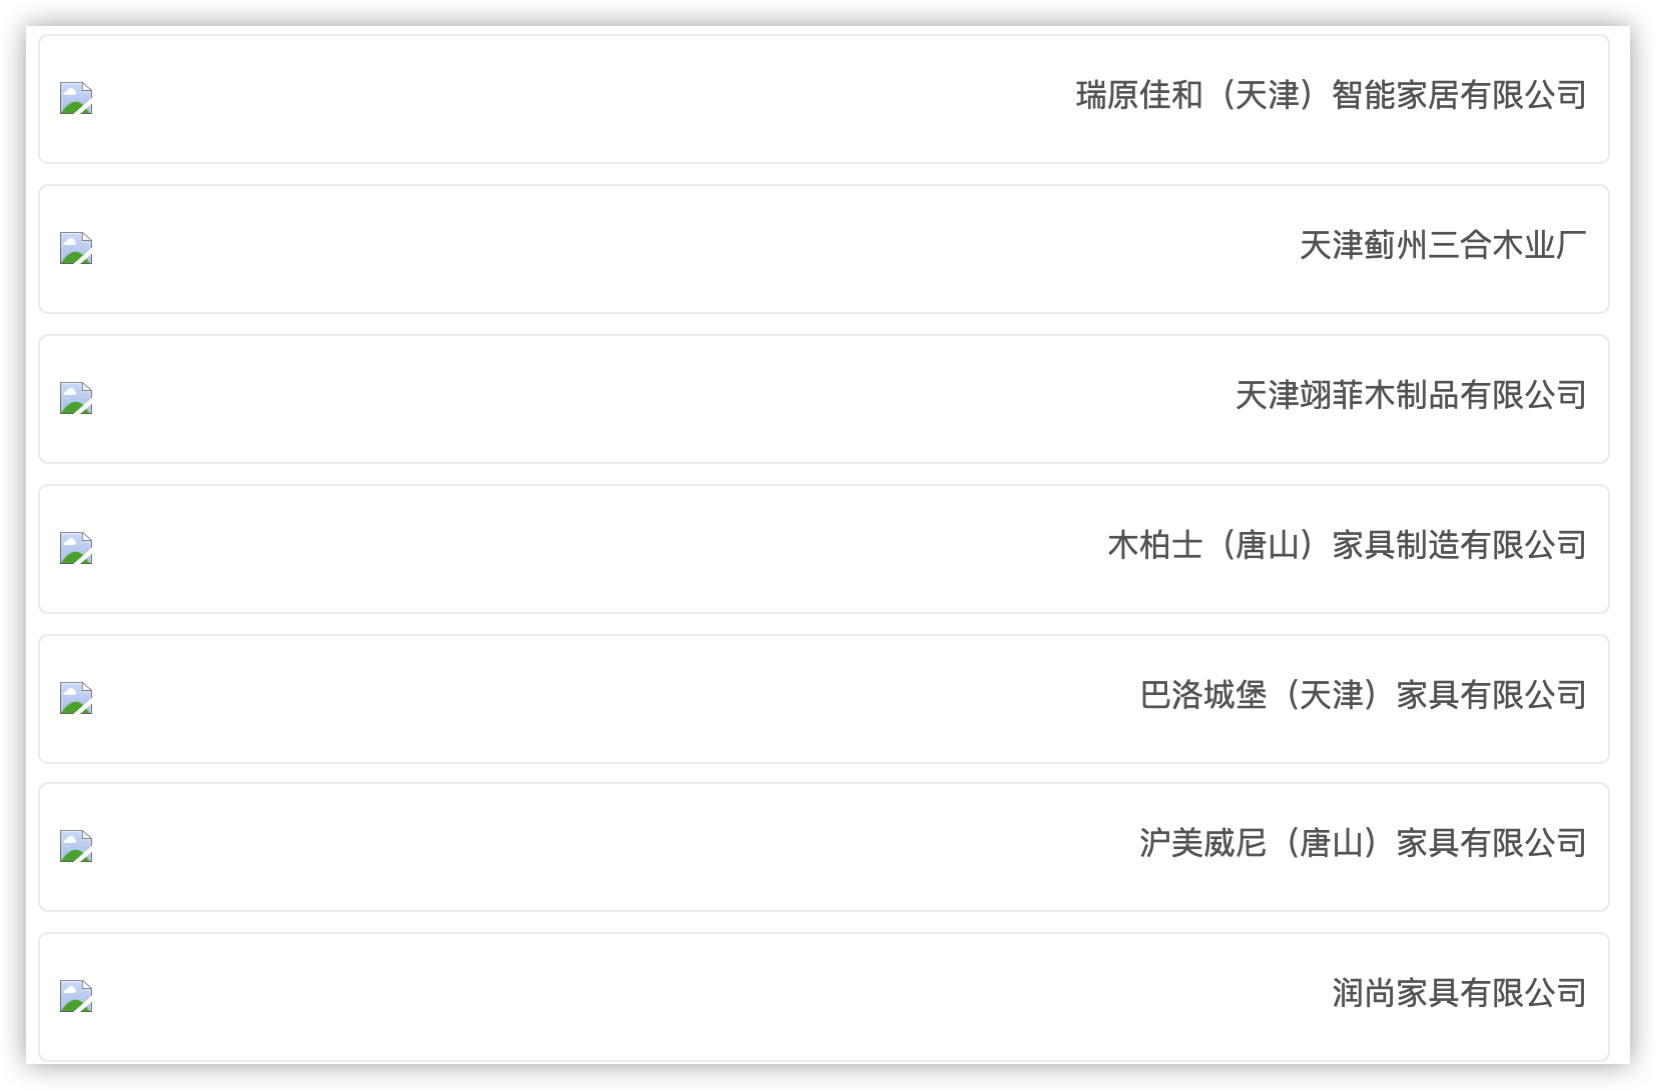 瑞原佳和（天津）智能家居有限公司
天津蓟州三合木业厂
天津翊菲木制品有限公司
木柏士（唐山）家具制造有限公司
巴洛城堡（天津）家具有限公司
沪美威尼（唐山）家具有限公司
润尚家具有限公司